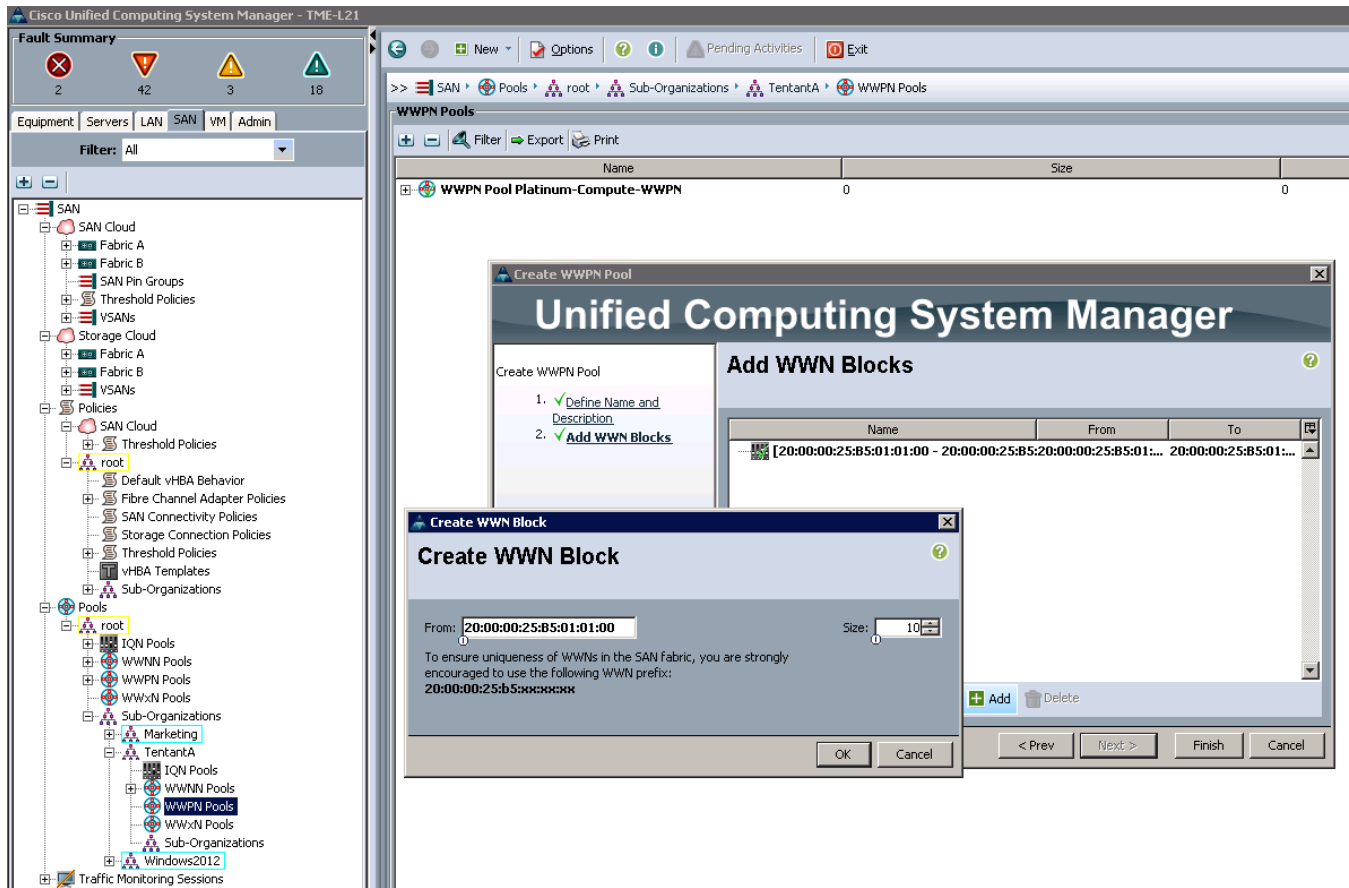 Cisco Unified Computing System Manager - TME-L21
Fault Summary
2 42 3 18
Equipment Servers LAN SAN VM Admin
Filter: All
SAN
SAN Cloud
Fabric A
Fabric B
SAN Pin Groups
Threshold Policies
VSANs
Storage Cloud
Fabric A
Fabric B
VSANs
Policies
SAN Cloud
Threshold Policies
root
Default vHBA Behavior
Fibre Channel Adapter Policies
SAN Connectivity Policies
Storage Connection Policies
Threshold Policies
vHBA Templates
Sub-Organizations
Pools
root
IQN Pools
WWNN Pools
WWPN Pools
WWxN Pools
Sub-Organizations
Marketing
TentantA
IQN Pools
WWNN Pools
WWPN Pools
WWxN Pools
Sub-Organizations
Windows2012
Traffic Monitoring Sessions
New Options Pending Activities Exit
>> SAN Pools root Sub-Organizations TentantA WWPN Pools
WWPN Pools
Filter Export Print
Name Size
WWPN Pool Platinum-Compute-WWPN 0 0
Create WWPN Pool
Unified Computing System Manager
Create WWPN Pool
1. Define Name and
Description
2. Add WWN Blocks
Add WWN Blocks
Name From To
[20:00:00:25:B5:01:01:00 - 20:00:00:25:B5:20:00:00:25:B5:01:... 20:00:00:25:B5:01:...
Add Delete
< Prev Next > Finish Cancel
Create WWN Block
Create WWN Block
From: 20:00:00:25:B5:01:01:00 Size: 10
To ensure uniqueness of WWNs in the SAN fabric, you are strongly
encouraged to use the following WWN prefix:
20:00:00:25:b5:xx:xx:xx
OK Cancel